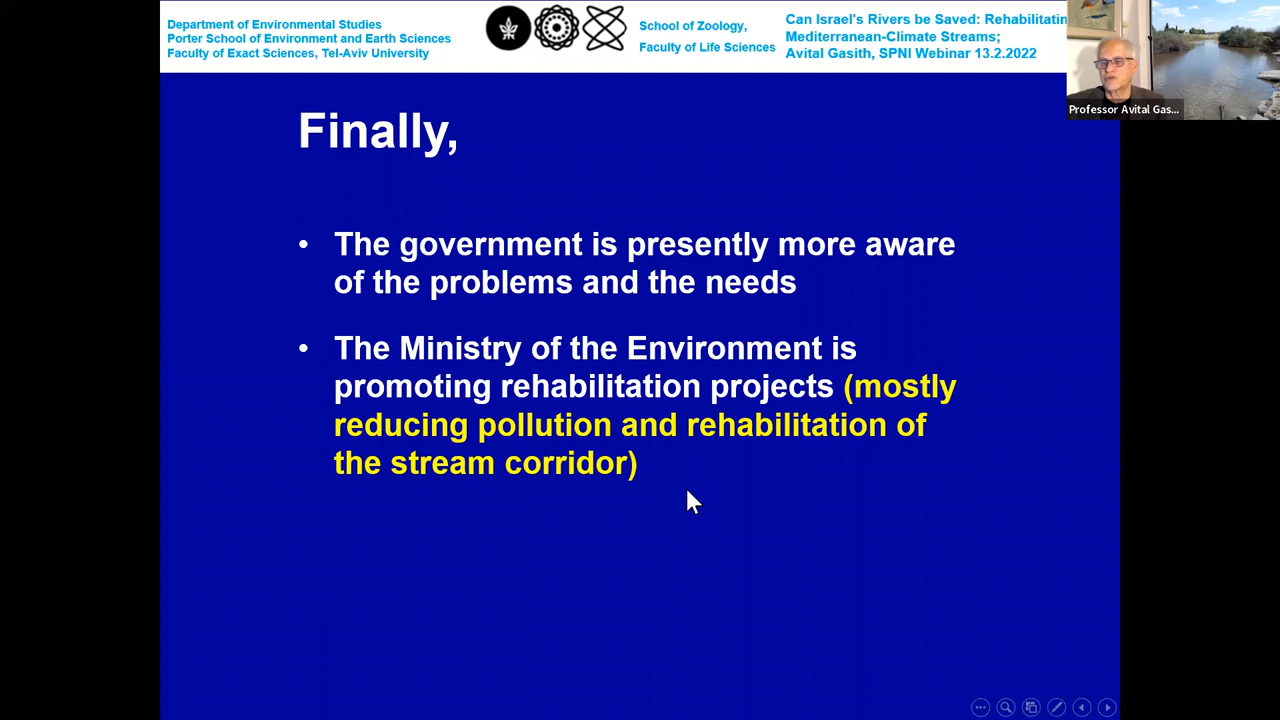 Department of Environmental Studies
Porter School of Environment and Earth Sciences
Faculty of Exact Sciences, Tel-Aviv University
School of Zoology,
Faculty of Life Sciences
Can Israel's Rivers be Saved: Rehabilitatin
Mediterranean-Climate Streams;
Avital Gasith, SPNI Webinar 13.2.2022
Professor Avital Gas...
Finally,
• The government is presently more aware
of the problems and the needs
• The Ministry of the Environment is
promoting rehabilitation projects (mostly
reducing pollution and rehabilitation of
the stream corridor)